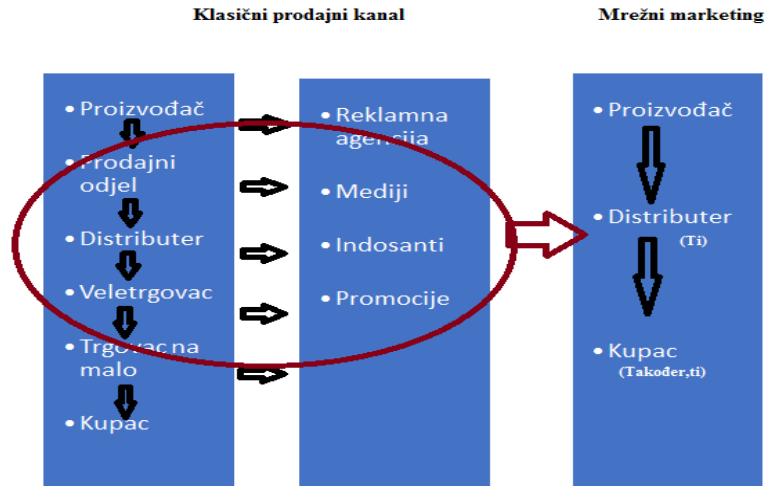 Klasični prodajni kanal
Mrežni marketing
• Proizvođač
• Prodajni
odjel
• Distributer
• Veletrgovac
• Trgovac na
malo
• Kupac
• Reklamna
agencija
• Mediji
• Indosanti
• Promocije
• Proizvođač
• Distributer
(Ti)
• Kupac
(Također,ti)